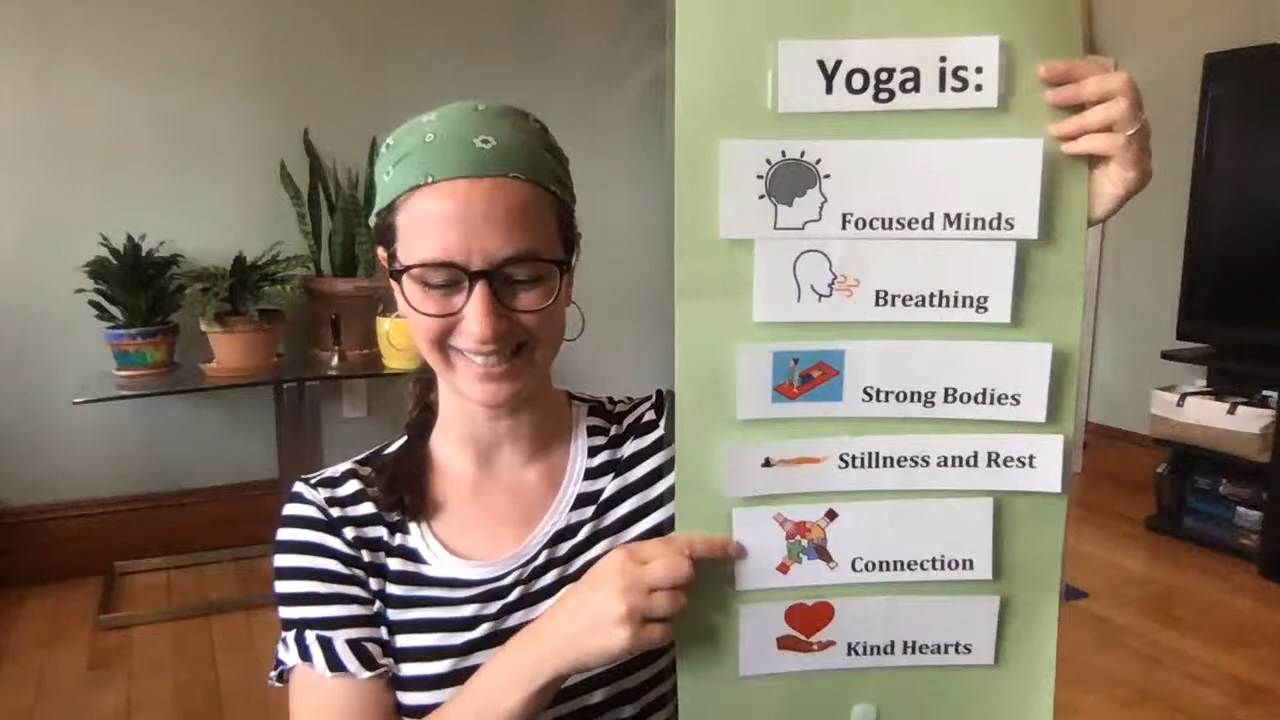 Yoga is:
Focused Minds
Breathing
Strong Bodies
Stillness and Rest
Connection
Kind Hearts